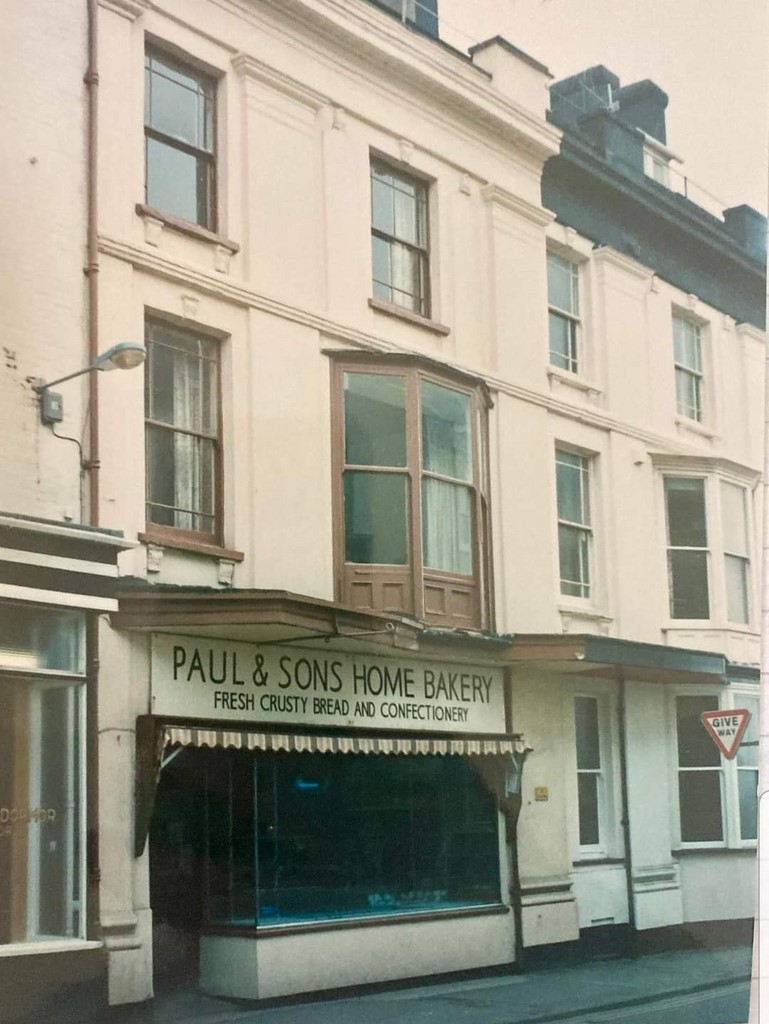 PAUL & SONS HOME BAKERY
FRESH CRUSTY BREAD AND CONFECTIONERY
GIVE
WAY